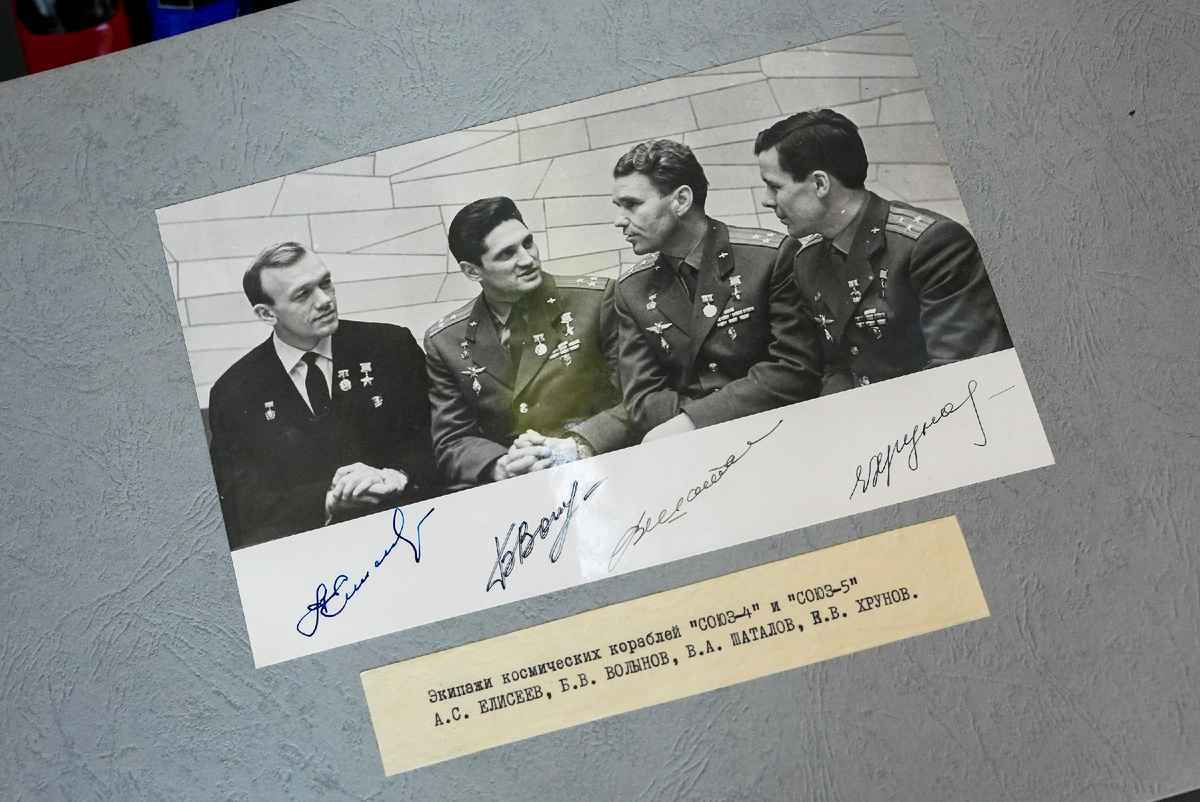 Экипажи космических кораблей "СОЮЗ-4" и "СОЮЗ-5"
А.С. ЕЛИСЕЕВ, Б.В. ВОЛЫНОВ, В.А. ШАТАЛОВ, Е.В. ХРУНОВ.